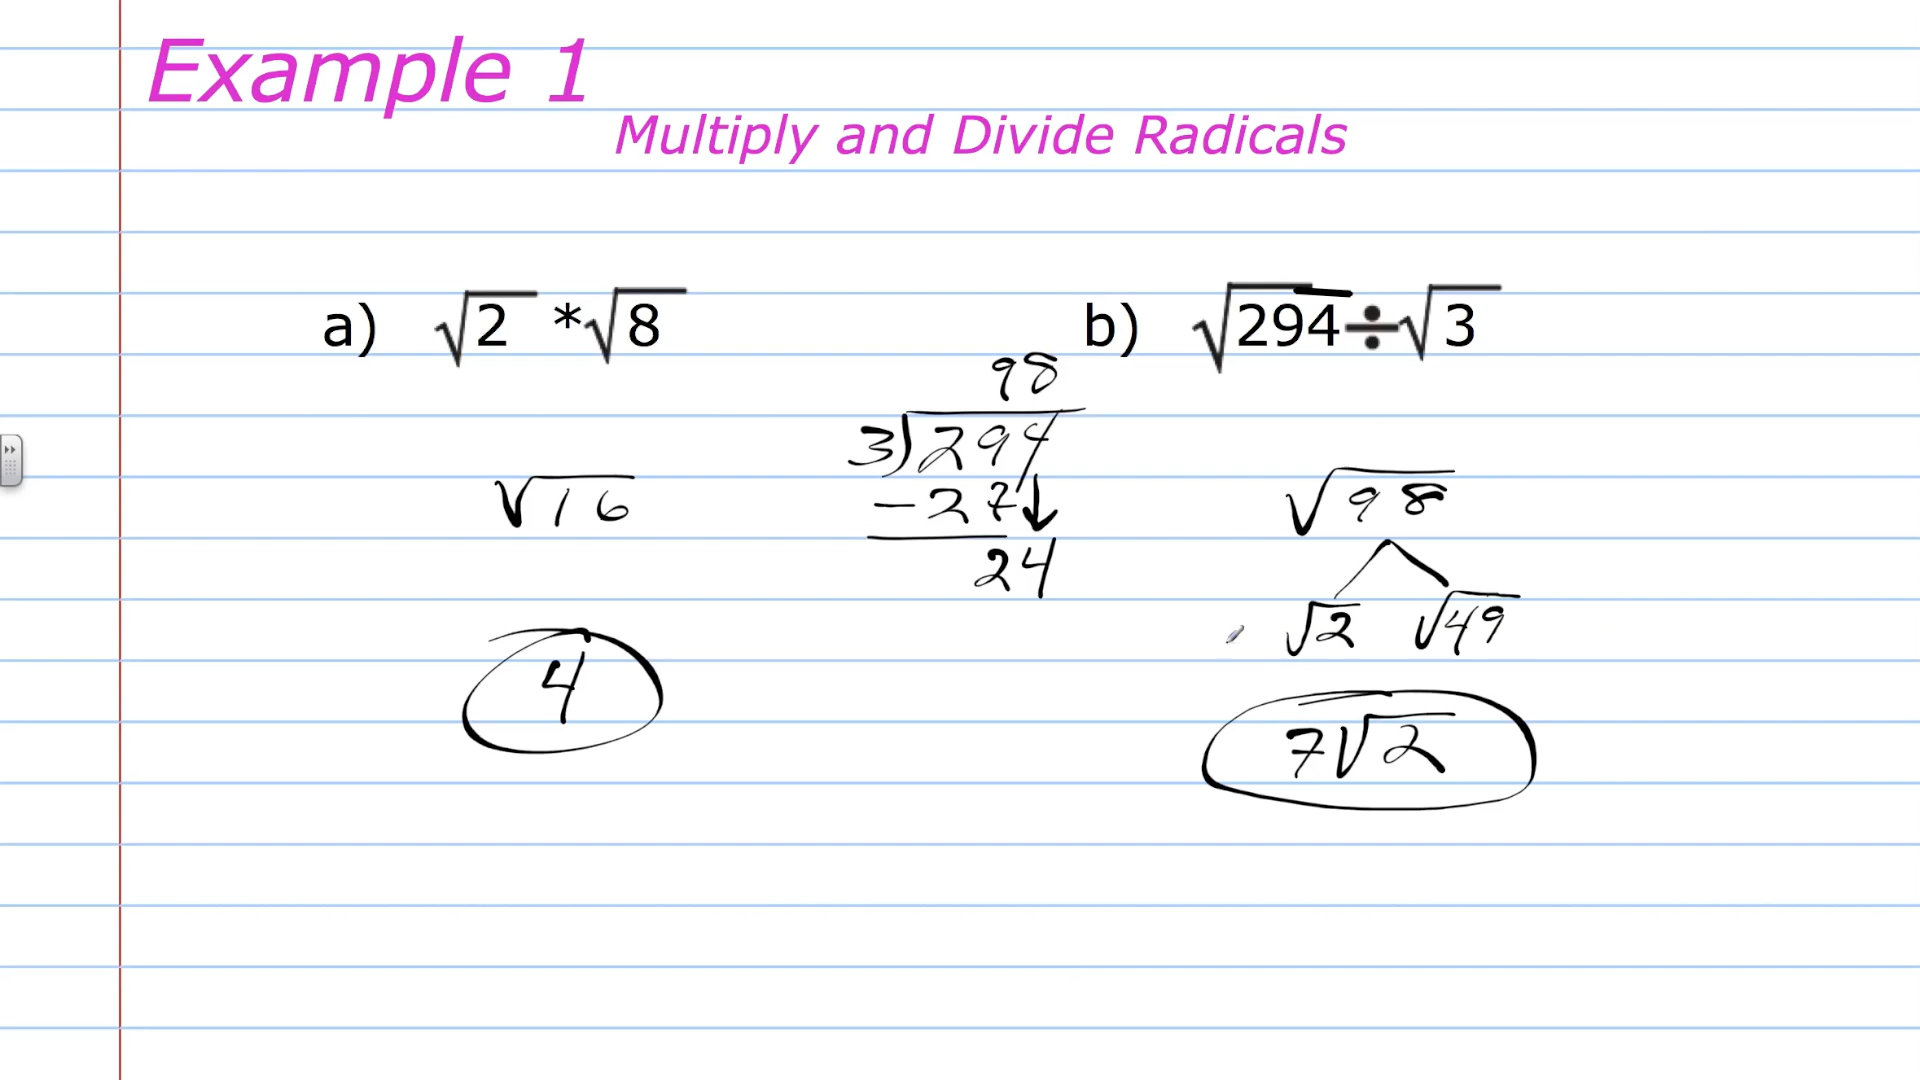 Example 1
Multiply and Divide Radicals
a) √2 * √8
b) √294 ÷ √3
98
3)294
-27↓
24
√16
4
√98
√2 √49
7√2